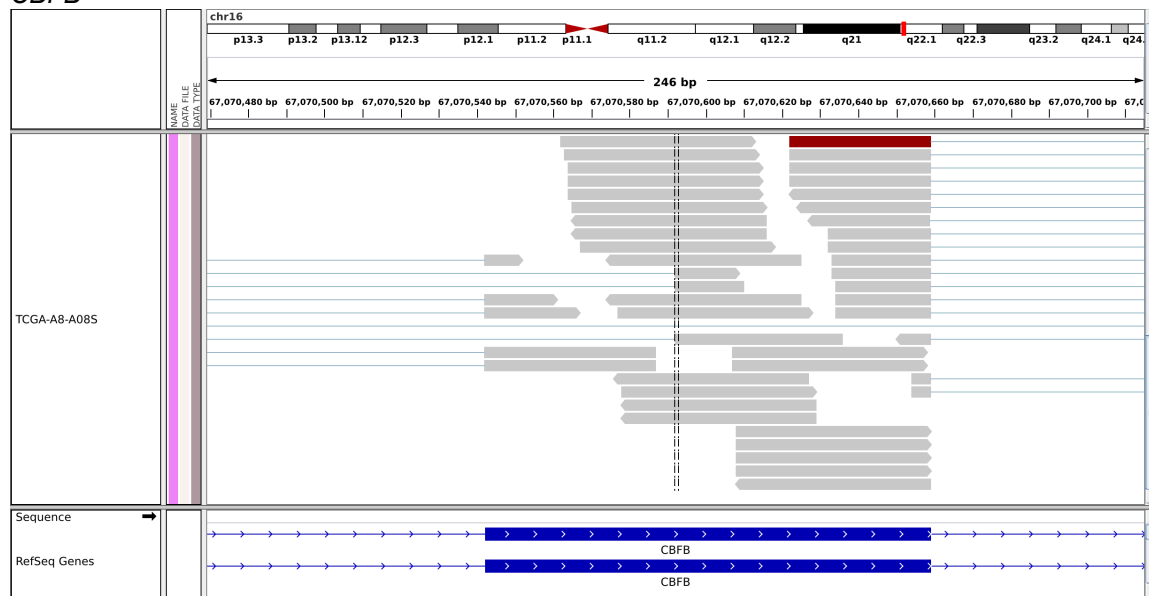 CBFB
chr16
p13.3 p13.2 p13.12 p12.3 p12.1 p11.2 p11.1 q11.2 q12.1 q12.2 q21 q22.1 q22.3 q23.2 q24.1 q24.
246 bp
67,070,480 bp 67,070,500 bp 67,070,520 bp 67,070,540 bp 67,070,560 bp 67,070,580 bp 67,070,600 bp 67,070,620 bp 67,070,640 bp 67,070,660 bp 67,070,680 bp 67,070,700 bp 67,0
NAME
DATA FILE
DATA TYPE
TCGA-A8-A08S
Sequence
CBFB
RefSeq Genes
CBFB